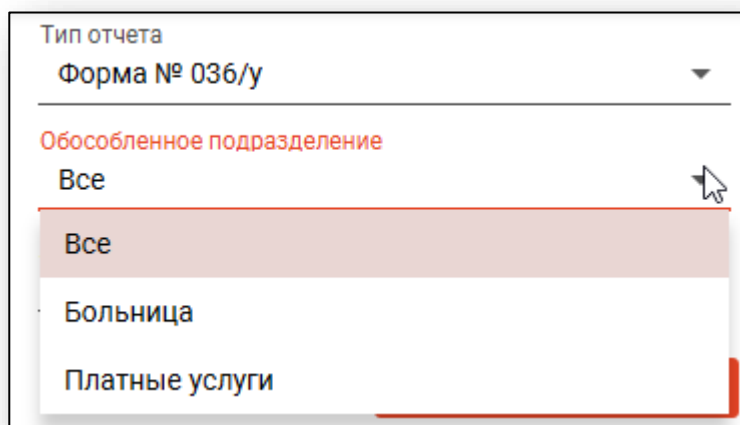 Тип отчета
Форма № 036/у
Обособленное подразделение
Все
Все
Больница
Платные услуги